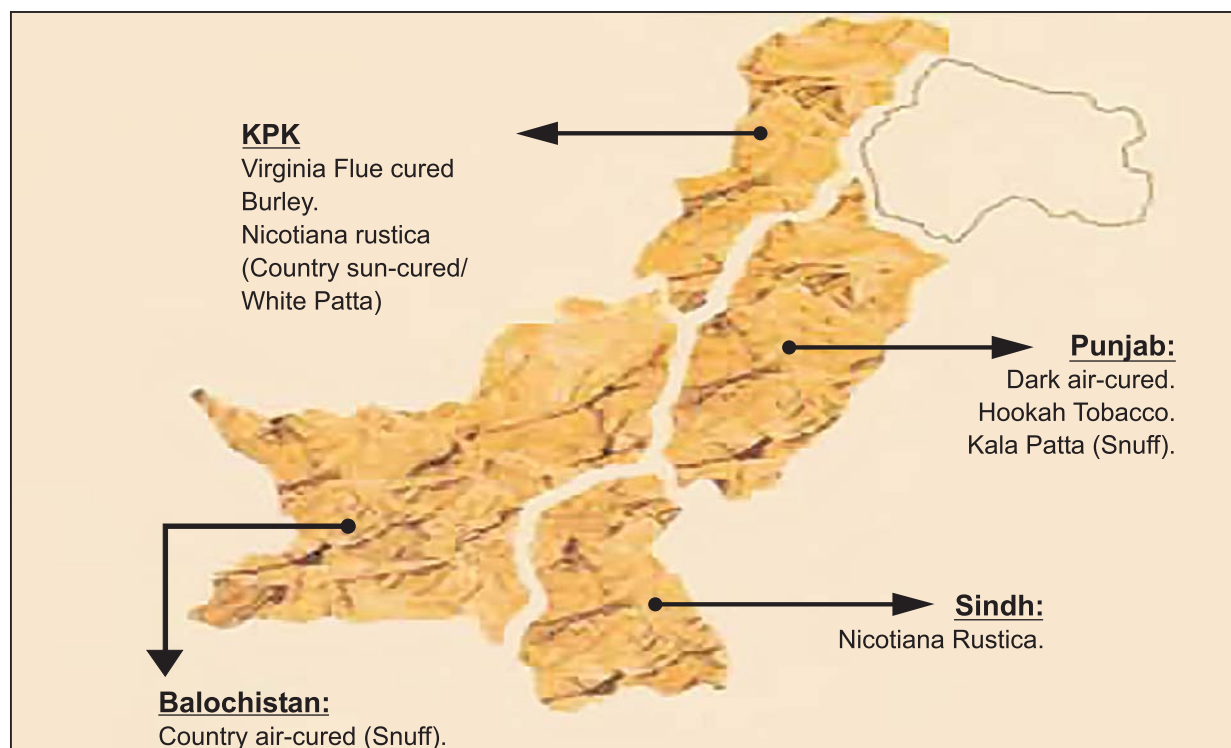 KPK
Virginia Flue cured
Burley.
Nicotiana rustica
(Country sun-cured/
White Patta)
Punjab:
Dark air-cured.
Hookah Tobacco.
Kala Patta (Snuff).
Sindh:
Nicotiana Rustica.
Balochistan:
Country air-cured (Snuff).